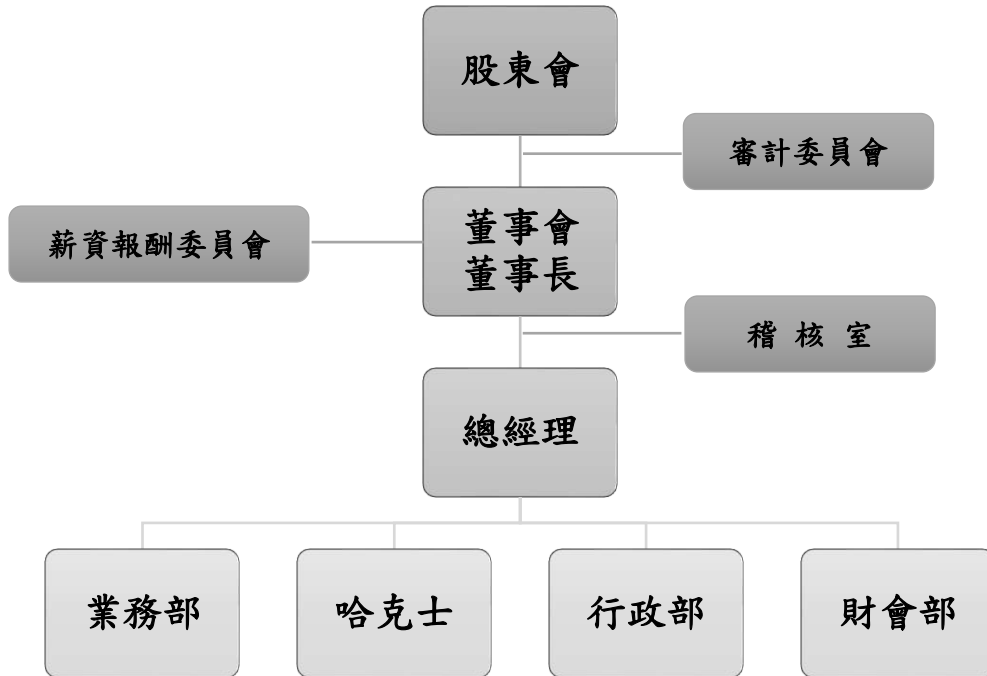 股東會
審計委員會
薪資報酬委員會
董事會
董事長
稽核室
總經理
業務部
哈克士
行政部
財會部